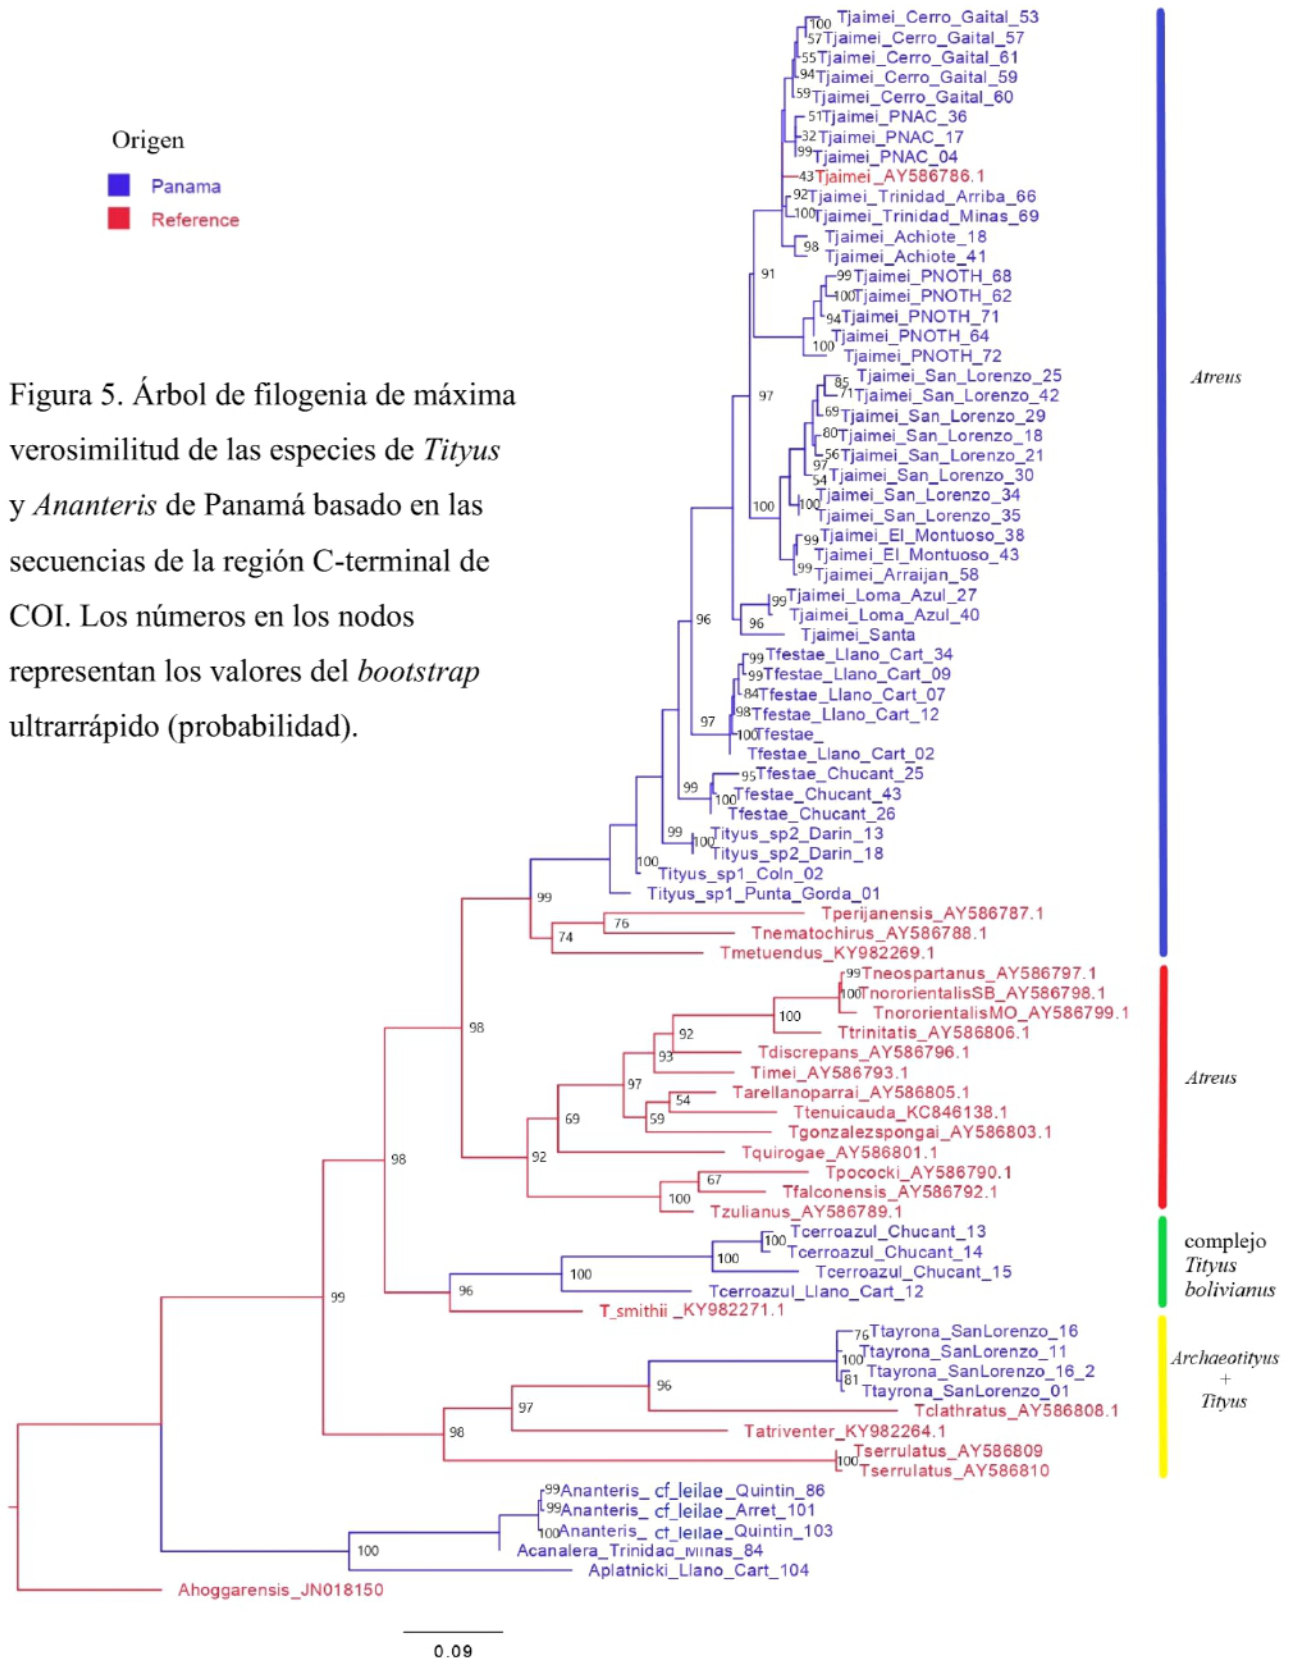 Origen
Panama
Reference
Figura 5. Árbol de filogenia de máxima
verosimilitud de las especies de Tityus
y Ananteris de Panamá basado en las
secuencias de la región C-terminal de
COI. Los números en los nodos
representan los valores del bootstrap
ultrarrápido (probabilidad).
100 Tjaimei_Cerro_Gaital_53
57 Tjaimei_Cerro_Gaital_57
55 Tjaimei_Cerro_Gaital_61
94 Tjaimei_Cerro_Gaital_59
59 Tjaimei_Cerro_Gaital_60
51 Tjaimei_PNAC_36
32 Tjaimei_PNAC_17
99 Tjaimei_PNAC_04
43 Tjaimei_AY586786.1
92 Tjaimei_Trinidad_Arriba_66
100 Tjaimei_Trinidad_Minas_69
Tjaimei_Achiote_18
98
Tjaimei_Achiote_41
91
99 Tjaimei_PNOTH_68
100 Tjaimei_PNOTH_62
94 Tjaimei_PNOTH_71
Tjaimei_PNOTH_64
100
Tjaimei_PNOTH_72
Tjaimei_San_Lorenzo_25
85
71 Tjaimei_San_Lorenzo_42
97
69 Tjaimei_San_Lorenzo_29
80 Tjaimei_San_Lorenzo_18
56 Tjaimei_San_Lorenzo_21
97
Tjaimei_San_Lorenzo_30
54
Tjaimei_San_Lorenzo_34
100 100
Tjaimei_San_Lorenzo_35
99 Tjaimei_El_Montuoso_38
Tjaimei_El_Montuoso_43
99
Tjaimei_Arraijan_58
99 Tjaimei_Loma_Azul_27
Tjaimei_Loma_Azul_40
96 96
Tjaimei_Santa
99 Tfestae_Llano_Cart_34
99 Tfestae_Llano_Cart_09
84 Tfestae_Llano_Cart_07
98 Tfestae_Llano_Cart_12
97
100 Tfestae_
Tfestae_Llano_Cart_02
95 Tfestae_Chucant_25
99
100 Tfestae_Chucant_43
Tfestae_Chucant_26
99 Tityus_sp2_Darin_13
100
Tityus_sp2_Darin_18
100
Tityus_sp1_Coln_02
Tityus_sp1_Punta_Gorda_01
99
Tperijanensis_AY586787.1
76
Tnematochirus_AY586788.1
74
Tmetuendus_KY982269.1
Atreus
99 Tneospartanus_AY586797.1
100 TnororientalisSB_AY586798.1
TnororientalisMO_AY586799.1
100
Ttrinitatis_AY586806.1
98
92
Tdiscrepans_AY586796.1
93
Timei_AY586793.1
97
Tarellanoparrai_AY586805.1
54
Ttenuicauda_KC846138.1
69 59
Tgonzalezspongai_AY586803.1
Tquirogae_AY586801.1
98 92
Tpococki_AY586790.1
67
Tfalconensis_AY586792.1
100
Tzulianus_AY586789.1
Atreus
Tcerroazul_Chucant_13
100
Tcerroazul_Chucant_14
100
Tcerroazul_Chucant_15
100
Tcerroazul_Llano_Cart_12
96
T_smithii _KY982271.1
99
complejo
Tityus
bolivianus
76 Ttayrona_SanLorenzo_16
100 Ttayrona_SanLorenzo_11
Ttayrona_SanLorenzo_16_2
81
Ttayrona_SanLorenzo_01
96
Tclathratus_AY586808.1
97
Tatriventer_KY982264.1
98
Tserrulatus_AY586809
100
Tserrulatus_AY586810
Archaeotityus
+
Tityus
99 Ananteris_ cf_leilae_Quintin_86
99 Ananteris_ cf_leilae_Arret_101
100 Ananteris_ cf_leilae_Quintin_103
Acanalera_Trinidad_Minas_84
100
Aplatnicki_Llano_Cart_104
Ahoggarensis_JN018150
0.09